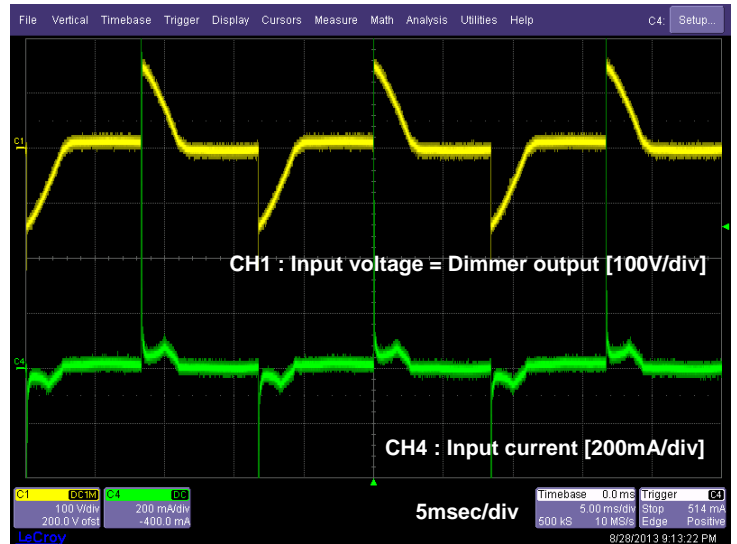 File Vertical Timebase Trigger Display Cursors Measure Math Analysis Utilities Help C4: Setup...
C1
CH1 : Input voltage = Dimmer output [100V/div]
C4
CH4 : Input current [200mA/div]
5msec/div
C1 DC1M C4 DC Timebase 0.0 ms Trigger C4
100 V/div 200 mA/div 5.00 ms/div Stop 514 mA
200.0 V ofst -400.0 mA 500 kS 10 MS/s Edge Positive
LeCroy 8/28/2013 9:13:22 PM